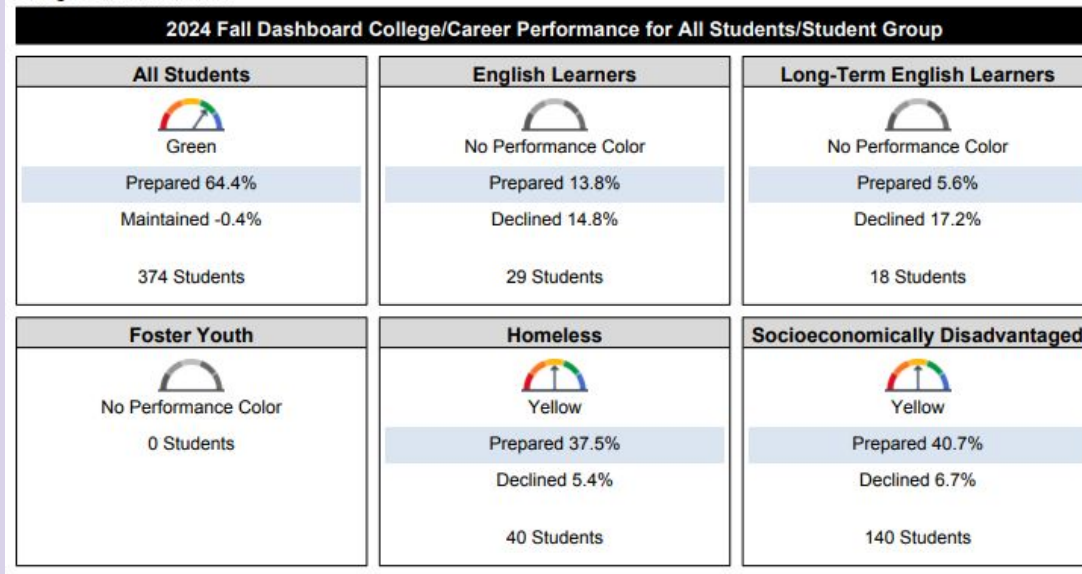 2024 Fall Dashboard College/Career Performance for All Students/Student Group
All Students
Green
Prepared 64.4%
Maintained -0.4%
374 Students
English Learners
No Performance Color
Prepared 13.8%
Declined 14.8%
29 Students
Long-Term English Learners
No Performance Color
Prepared 5.6%
Declined 17.2%
18 Students
Foster Youth
No Performance Color
0 Students
Homeless
Yellow
Prepared 37.5%
Declined 5.4%
40 Students
Socioeconomically Disadvantaged
Yellow
Prepared 40.7%
Declined 6.7%
140 Students